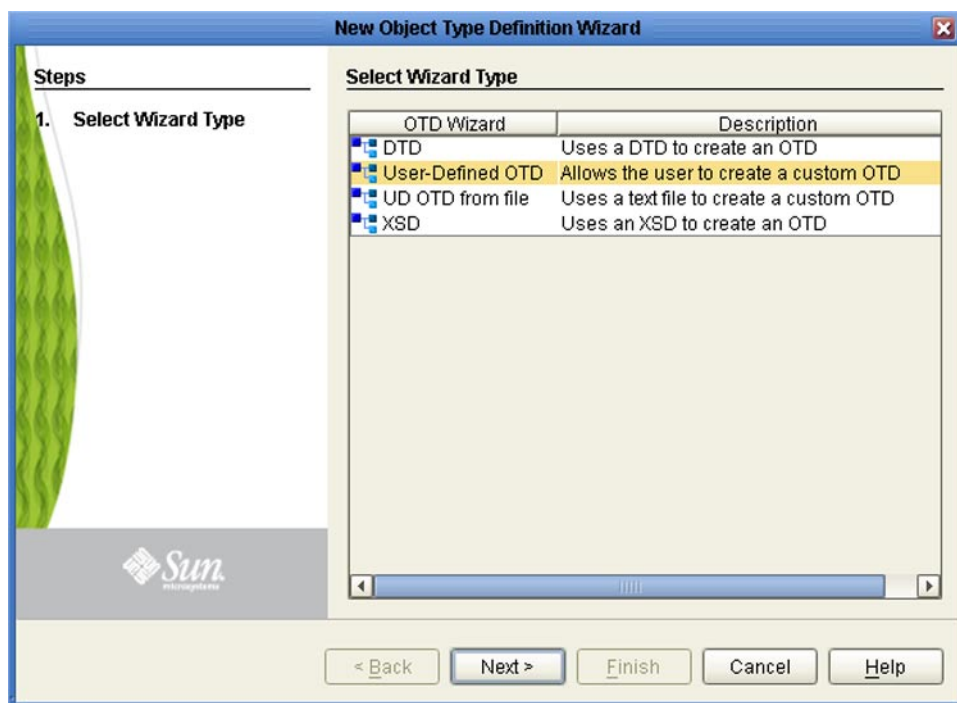 New Object Type Definition Wizard
Steps
1. Select Wizard Type
Select Wizard Type
OTD Wizard Description
DTD Uses a DTD to create an OTD
User-Defined OTD Allows the user to create a custom OTD
UD OTD from file Uses a text file to create a custom OTD
XSD Uses an XSD to create an OTD
Sun
microsystems
< Back Next > Finish Cancel Help